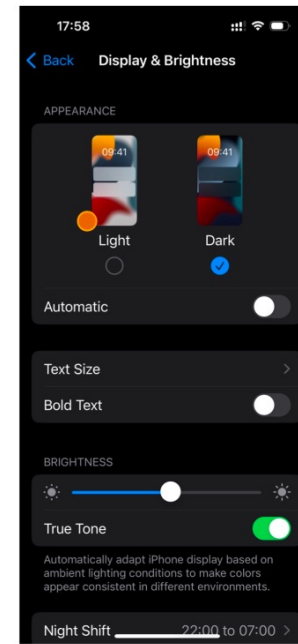 17:58
Back Display & Brightness
APPEARANCE
09:41 09:41
Light Dark
Automatic
Text Size
Bold Text
BRIGHTNESS
True Tone
Automatically adapt iPhone display based on
ambient lighting conditions to make colors
appear consistent in different environments.
Night Shift 22:00 to 07:00